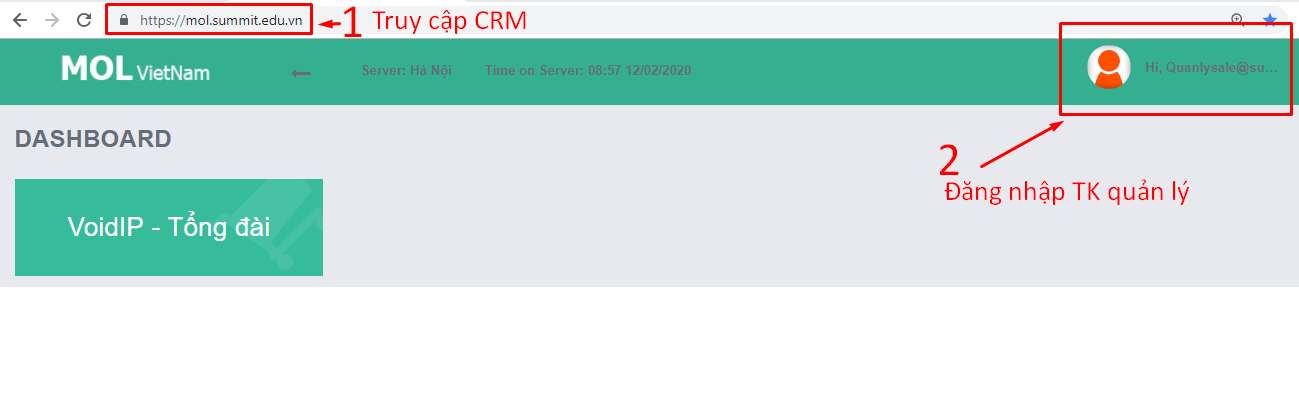 https://mol.summit.edu.vn 1 Truy cập CRM
MOL VietNam Server: Hà Nội Time on Server: 08:57 12/02/2020 Hi, Quanlysale@su...
DASHBOARD
2
Đăng nhập TK quản lý
VoidIP - Tổng đài